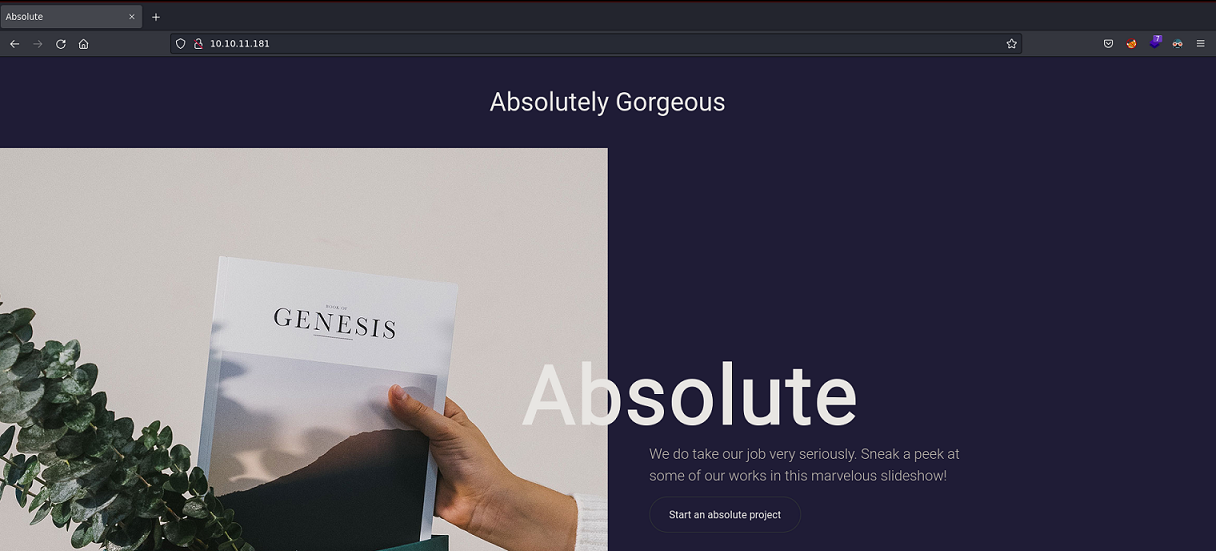 Absolute
10.10.11.181
7
Absolutely Gorgeous
BOOK OF
GENESIS
Absolute
We do take our job very seriously. Sneak a peek at
some of our works in this marvelous slideshow!
Start an absolute project